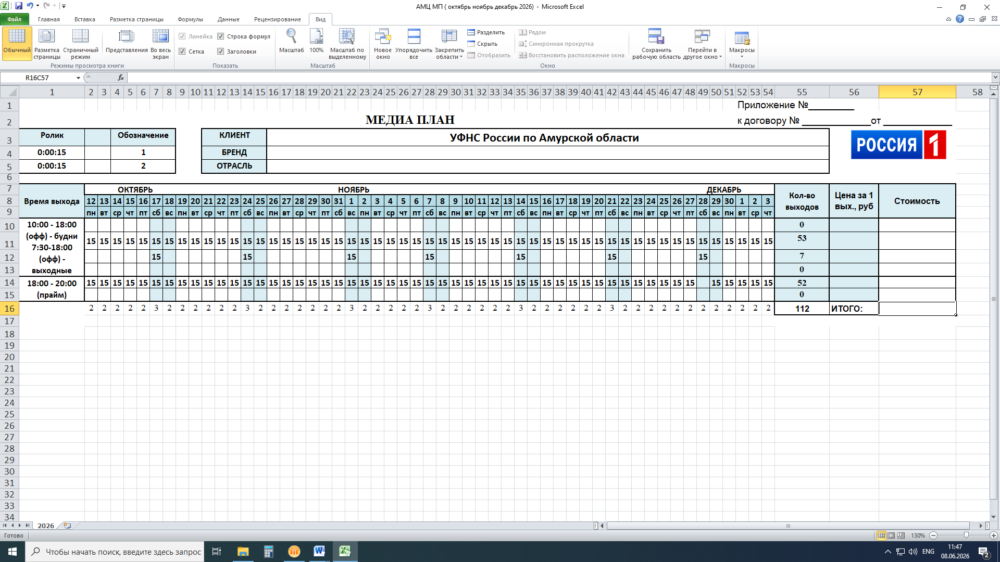 АМЦ МП ( октябрь ноябрь декабрь 2026) - Microsoft Excel
Файл Главная Вставка Разметка страницы Формулы Данные Рецензирование Вид
Обычный Разметка страницы Страничный режим Представления Во весь экран
Режимы просмотра книги
Линейка Строка формул
Сетка Заголовки
Показать
Масштаб 100% Масштаб по выделенному
Масштаб
Новое окно Упорядочить все Закрепить области
Разделить
Скрыть
Отобразить
Рядом
Синхронная прокрутка
Восстановить расположение окна
Сохранить рабочую область Перейти в другое окно
Окно
Макросы
Макросы
R16C57 fx
1 2 3 4 5 6 7 8 9 10 11 12 13 14 15 16 17 18 19 20 21 22 23 24 25 26 27 28 29 30 31 32 33 34 35 36 37 38 39 40 41 42 43 44 45 46 47 48 49 50 51 52 53 54 55 56 57 58
1 Приложение №_________
2 МЕДИА ПЛАН к договору № _____________от _____________
3 Ролик Обозначение КЛИЕНТ УФНС России по Амурской области РОССИЯ 1
4 0:00:15 1 БРЕНД
5 0:00:15 2 ОТРАСЛЬ
6
7 Время выхода ОКТЯБРЬ НОЯБРЬ ДЕКАБРЬ Кол-во выходов Цена за 1 вых., руб Стоимость
8 12 13 14 15 16 17 18 19 20 21 22 23 24 25 26 27 28 29 30 31 1 2 3 4 5 6 7 8 9 10 11 12 13 14 15 16 17 18 19 20 21 22 23 24 25 26 27 28 29 30 1 2 3
9 пн вт ср чт пт сб вс пн вт ср чт пт сб вс пн вт ср чт пт сб вс пн вт ср чт пт сб вс пн вт ср чт пт сб вс пн вт ср чт пт сб вс пн вт ср чт пт сб вс пн вт ср чт
10 10:00 - 18:00 (офф) - будни 7:30-18:00 (офф) - выходные 0
11 15 15 15 15 15 15 15 15 15 15 15 15 15 15 15 15 15 15 15 15 15 15 15 15 15 15 15 15 15 15 15 15 15 15 15 15 15 15 15 15 15 15 15 15 15 15 15 15 15 15 15 15 15 53
12 15 15 15 15 15 15 15 7
13 0
14 18:00 - 20:00 (прайм) 15 15 15 15 15 15 15 15 15 15 15 15 15 15 15 15 15 15 15 15 15 15 15 15 15 15 15 15 15 15 15 15 15 15 15 15 15 15 15 15 15 15 15 15 15 15 15 15 15 15 15 15 52
15 0
16 2 2 2 2 2 3 2 2 2 2 2 2 3 2 2 2 2 2 2 2 3 2 2 2 2 2 3 2 2 2 2 2 2 3 2 2 2 2 2 2 3 2 2 2 2 2 2 2 2 2 2 2 2 112 ИТОГО:
17
18
19
20
21
22
23
24
25
26
27
28
29
30
31
32
33
34
2026
Готово 130%
Чтобы начать поиск, введите здесь запрос
ENG 11:47
08.06.2026
2